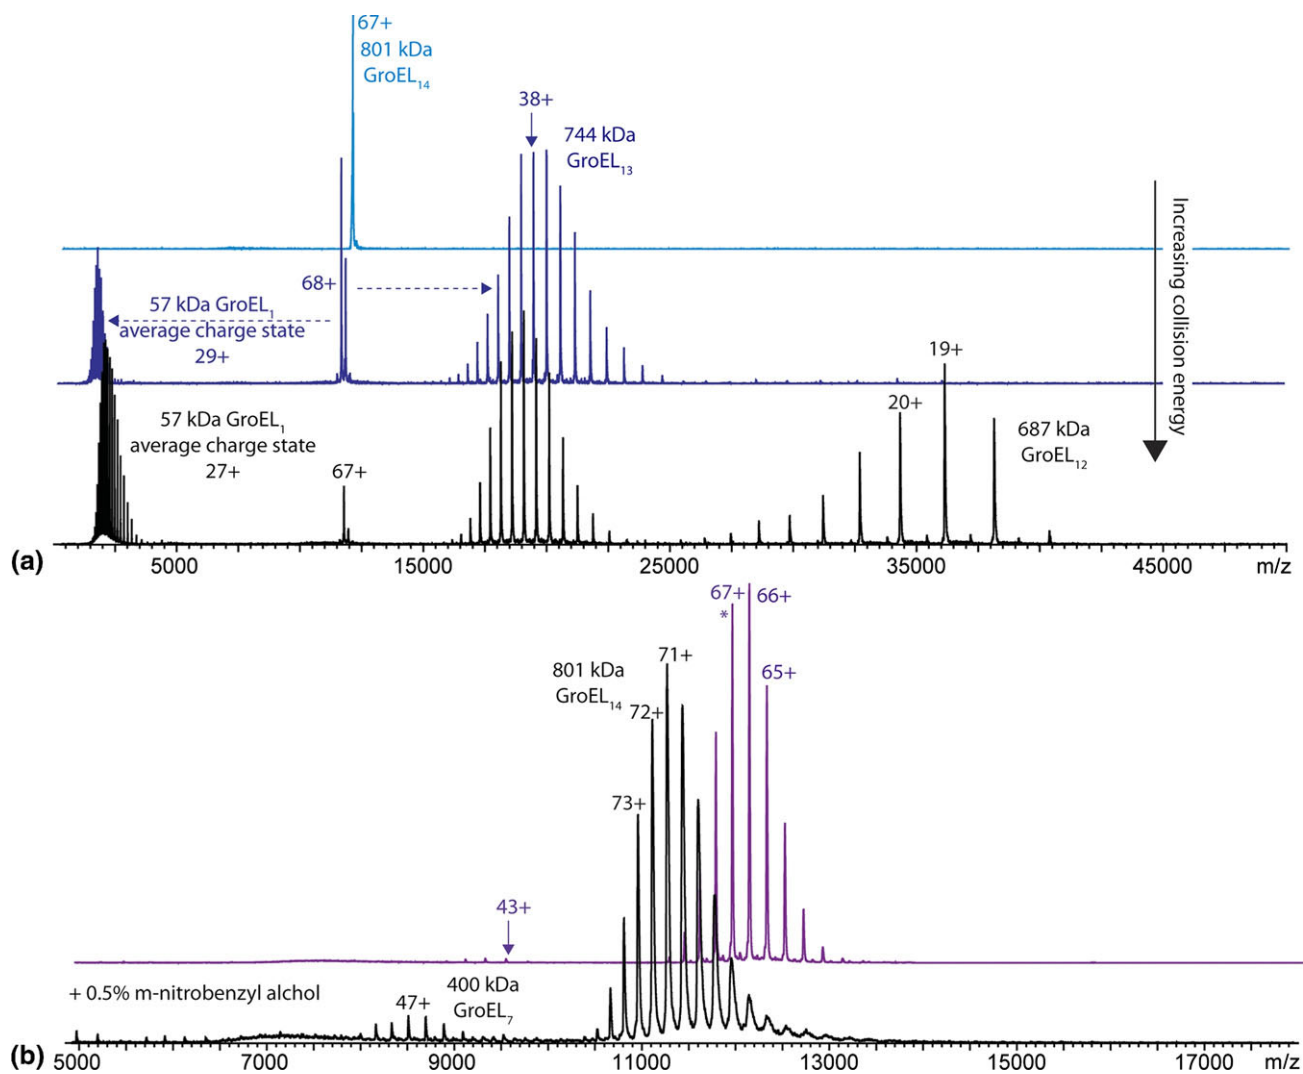 67+
801 kDa
GroEL14
38+
744 kDa
GroEL13
68+
57 kDa GroEL1
average charge state
29+
Increasing collision energy
57 kDa GroEL1
average charge state
27+
67+
19+
20+
687 kDa
GroEL12
(a)
5000 15000 25000 35000 45000 m/z
67+ 66+
*
71+
801 kDa
GroEL14
65+
72+
73+
43+
+ 0.5% m-nitrobenzyl alchol
400 kDa
GroEL7
47+
(b)
5000 7000 9000 11000 13000 15000 17000 m/z